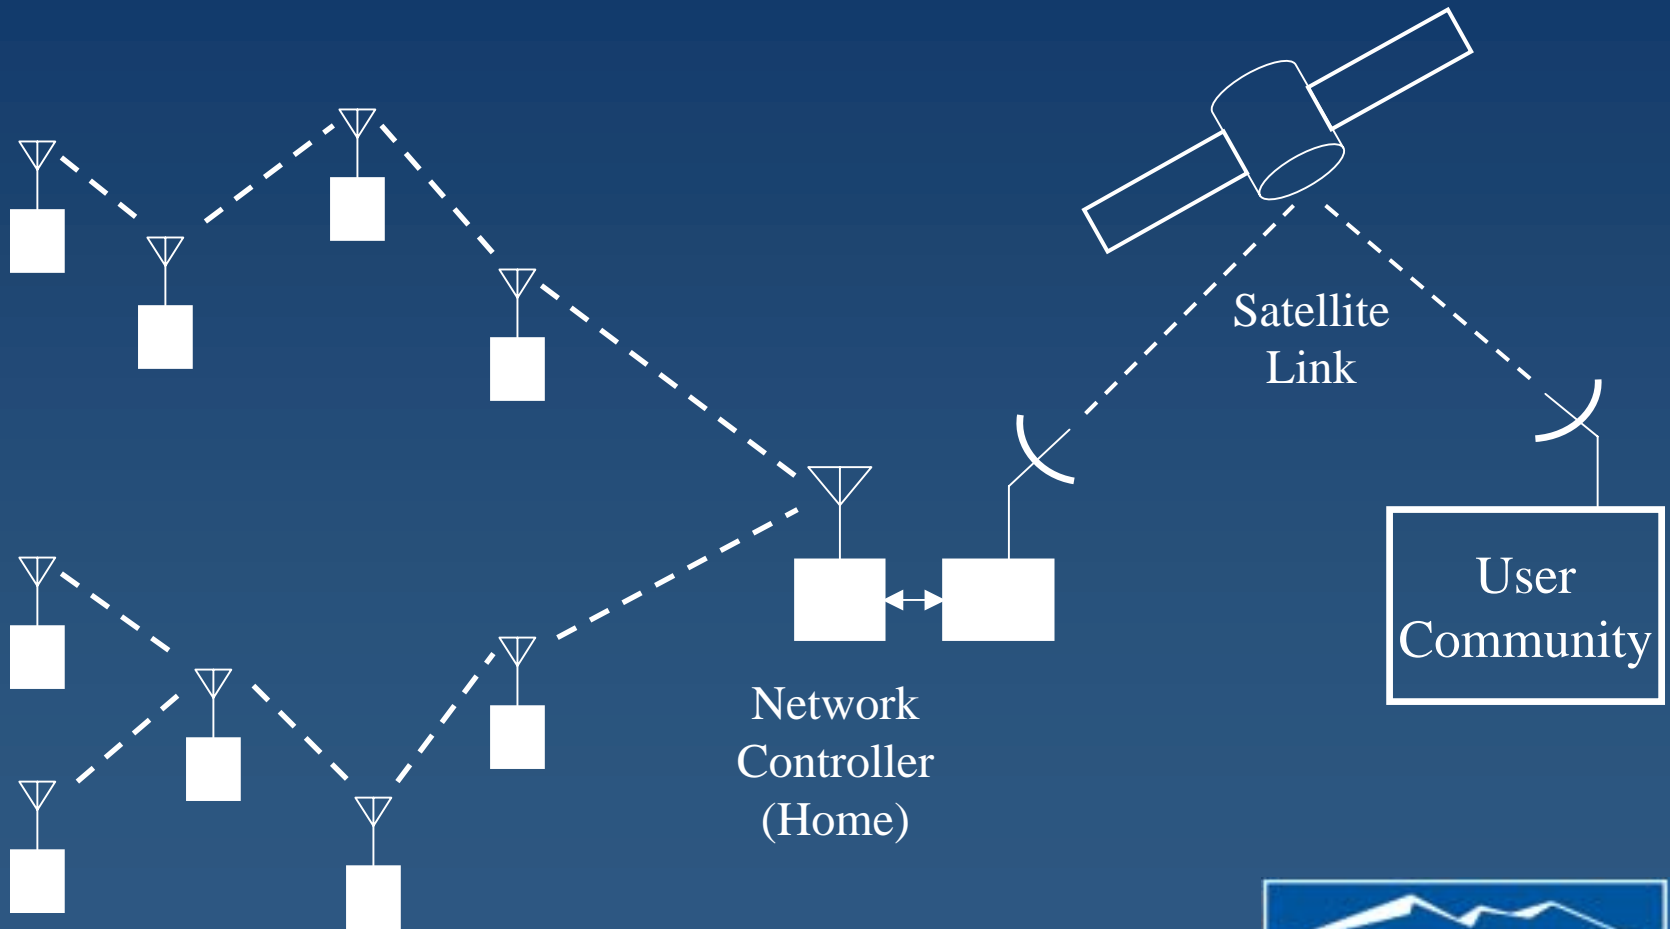 Satellite
Link
User
Community
Network
Controller
(Home)